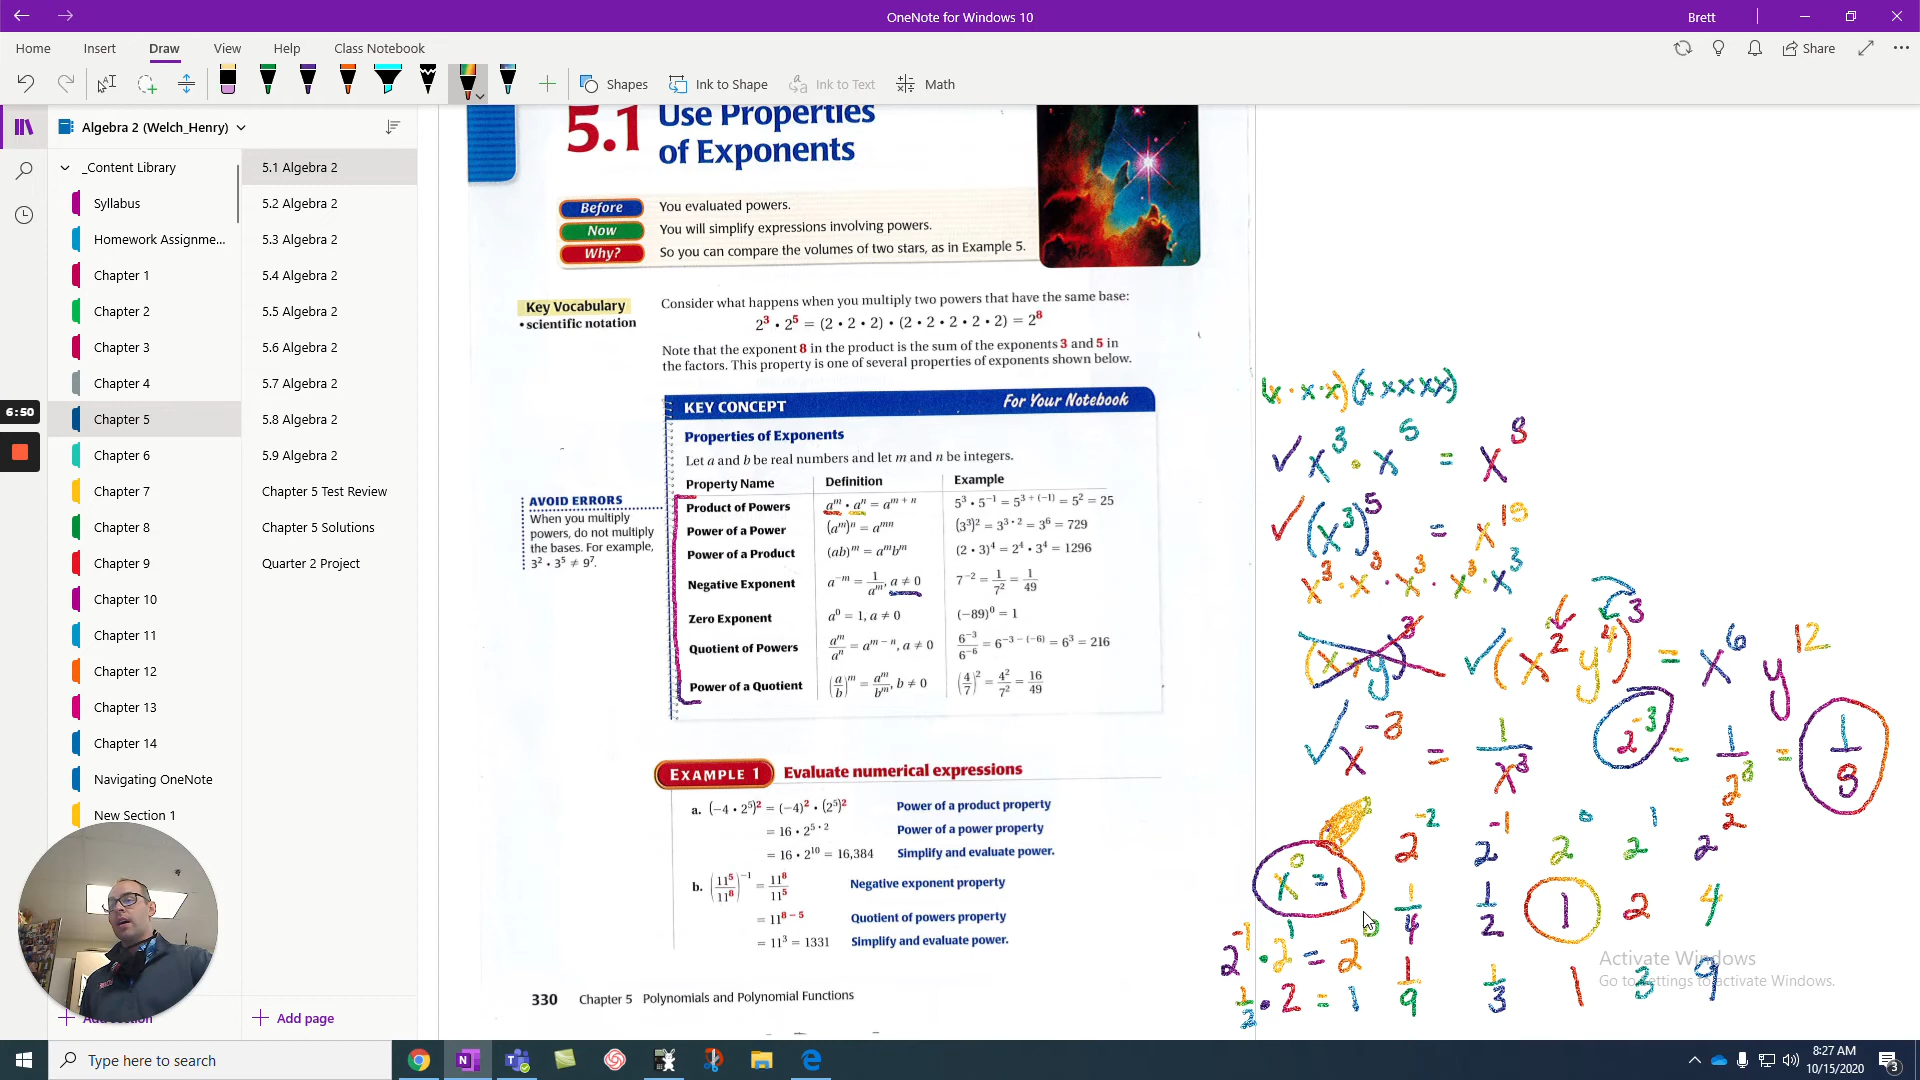 OneNote for Windows 10
Brett
Home Insert Draw View Help Class Notebook
Share
Shapes Ink to Shape Ink to Text Math
Algebra 2 (Welch_Henry)
_Content Library
Syllabus
Homework Assignme...
Chapter 1
Chapter 2
Chapter 3
Chapter 4
6:50
Chapter 5
Chapter 6
Chapter 7
Chapter 8
Chapter 9
Chapter 10
Chapter 11
Chapter 12
Chapter 13
Chapter 14
Navigating OneNote
New Section 1
5.1 Algebra 2
5.2 Algebra 2
5.3 Algebra 2
5.4 Algebra 2
5.5 Algebra 2
5.6 Algebra 2
5.7 Algebra 2
5.8 Algebra 2
5.9 Algebra 2
Chapter 5 Test Review
Chapter 5 Solutions
Quarter 2 Project
Add page
5.1 Use Properties
of Exponents
Before You evaluated powers.
Now You will simplify expressions involving powers.
Why? So you can compare the volumes of two stars, as in Example 5.
Key Vocabulary
• scientific notation
Consider what happens when you multiply two powers that have the same base:
2³ • 2⁵ = (2 • 2 • 2) • (2 • 2 • 2 • 2 • 2) = 2⁸
Note that the exponent 8 in the product is the sum of the exponents 3 and 5 in
the factors. This property is one of several properties of exponents shown below.
AVOID ERRORS
When you multiply
powers, do not multiply
the bases. For example,
3² • 3⁵ ≠ 9⁷.
KEY CONCEPT For Your Notebook
Properties of Exponents
Let a and b be real numbers and let m and n be integers.
Property Name Definition Example
Product of Powers aᵐ • aⁿ = aᵐ⁺ⁿ 5³ • 5⁻¹ = 5³⁺⁽⁻¹⁾ = 5² = 25
Power of a Power (aᵐ)ⁿ = aᵐⁿ (3³)² = 3³•² = 3⁶ = 729
Power of a Product (ab)ᵐ = aᵐbᵐ (2 • 3)⁴ = 2⁴ • 3⁴ = 1296
Negative Exponent a⁻ᵐ = 1/aᵐ, a ≠ 0 7⁻² = 1/7² = 1/49
Zero Exponent a⁰ = 1, a ≠ 0 (−89)⁰ = 1
Quotient of Powers aᵐ/aⁿ = aᵐ⁻ⁿ, a ≠ 0 6⁻³/6⁻⁶ = 6⁻³⁻⁽⁻⁶⁾ = 6³ = 216
Power of a Quotient (a/b)ᵐ = aᵐ/bᵐ, b ≠ 0 (4/7)² = 4²/7² = 16/49
EXAMPLE 1 Evaluate numerical expressions
a. (−4 • 2⁵)² = (−4)² • (2⁵)² Power of a product property
= 16 • 2⁵•² Power of a power property
= 16 • 2¹⁰ = 16,384 Simplify and evaluate power.
b. (11⁵/11⁸)⁻¹ = 11⁸/11⁵ Negative exponent property
= 11⁸⁻⁵ Quotient of powers property
= 11³ = 1331 Simplify and evaluate power.
330 Chapter 5 Polynomials and Polynomial Functions
(x · x · x)(x x x x x)
✓ x³ · x⁵ = x⁸
✓ (x³)⁵ = x¹⁵
x³ · x³ · x³ · x³ · x³
(x + y)³ ✓ (x²y⁴)³ = x⁶y¹²
✓ x⁻³ = 1/x³ 2⁻³ = 1/2³ = 1/8
2⁻² 2⁻¹ 2⁰ 2¹ 2²
x⁰ = 1 1/4 1/2 1 2 4
2⁻¹ · 2¹ = 2⁰ 1/9 1/3 1 3 9
1/2 · 2 = 1
Activate Windows
Go to Settings to activate Windows.
Type here to search
8:27 AM
10/15/2020
3